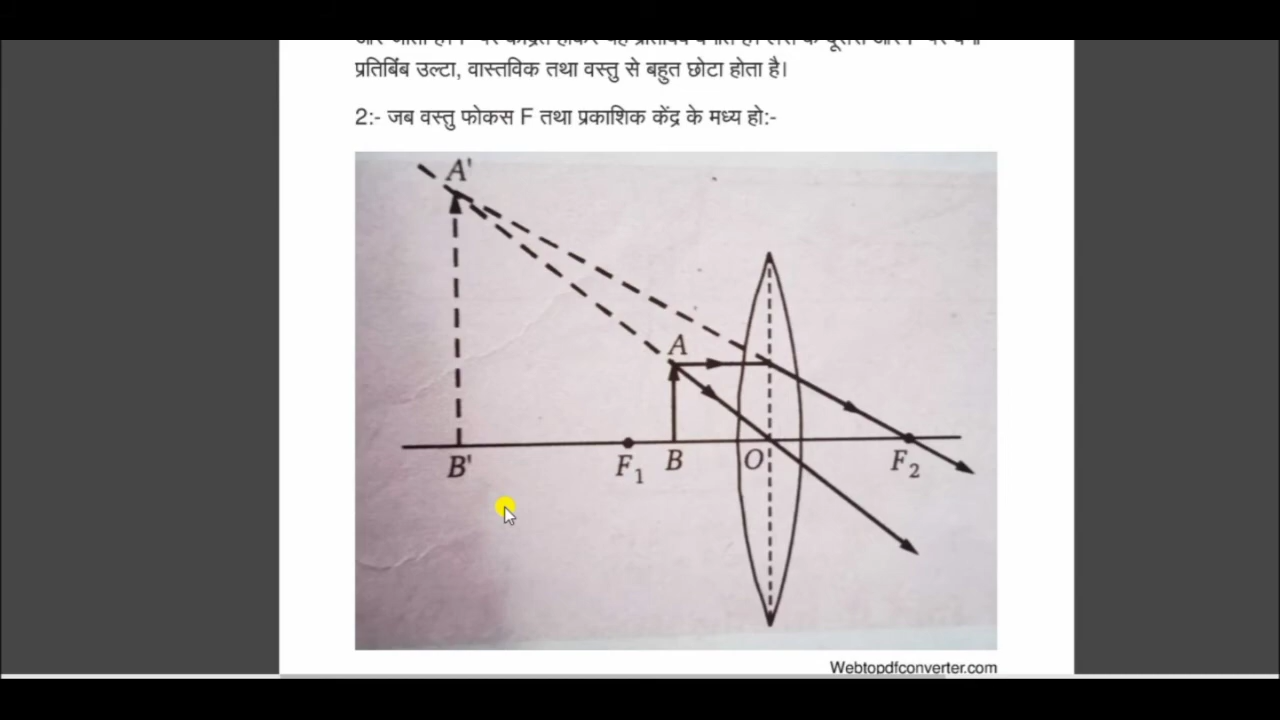 प्रतिबिंब उल्टा, वास्तविक तथा वस्तु से बहुत छोटा होता है।
2:- जब वस्तु फोकस F तथा प्रकाशिक केंद्र के मध्य हो:-
A'
A
B' F₁ B O F₂
Webtopdfconverter.com